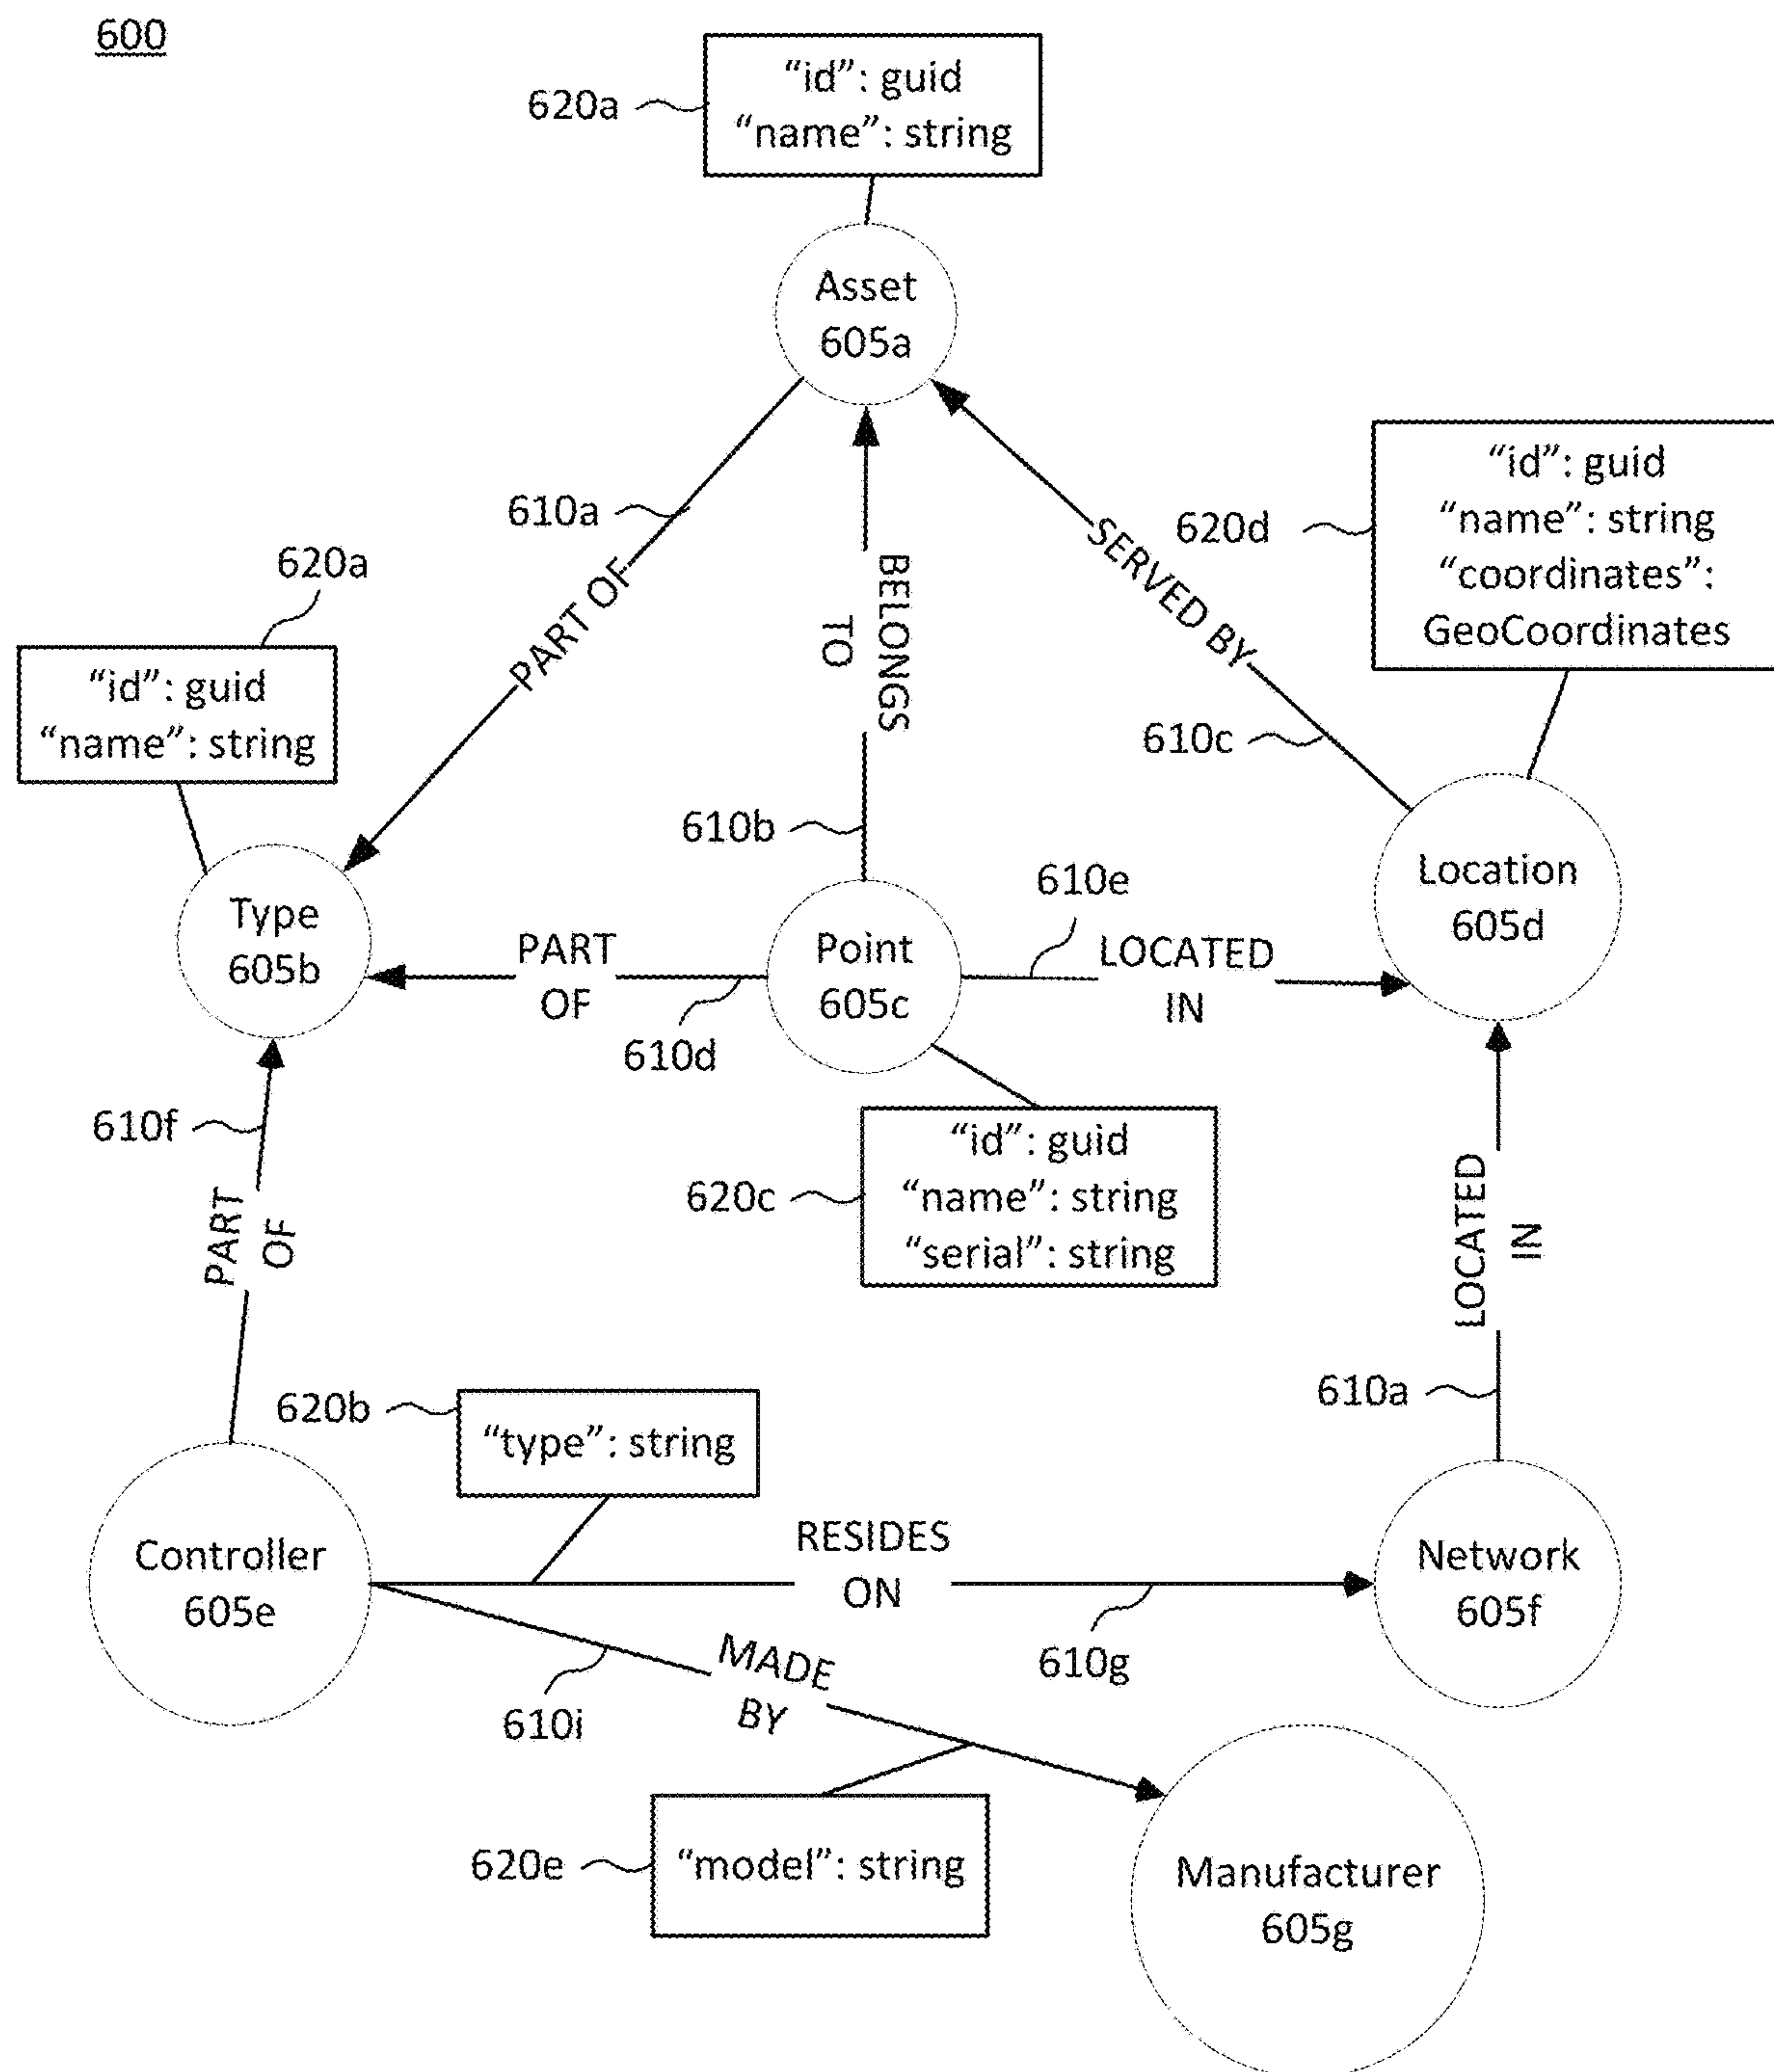 600
"id": guid
"name": string
620a
Asset
605a
610a
PART OF
BELONGS
TO
610b
SERVED BY
610c
620d
"id": guid
"name": string
"coordinates":
GeoCoordinates
620a
"id": guid
"name": string
Type
605b
PART
OF
610d
Point
605c
610e
LOCATED
IN
Location
605d
610f
PART
OF
620c
"id": guid
"name": string
"serial": string
LOCATED
IN
610a
620b
"type": string
Controller
605e
RESIDES
ON
610g
Network
605f
610i
MADE
BY
620e
"model": string
Manufacturer
605g